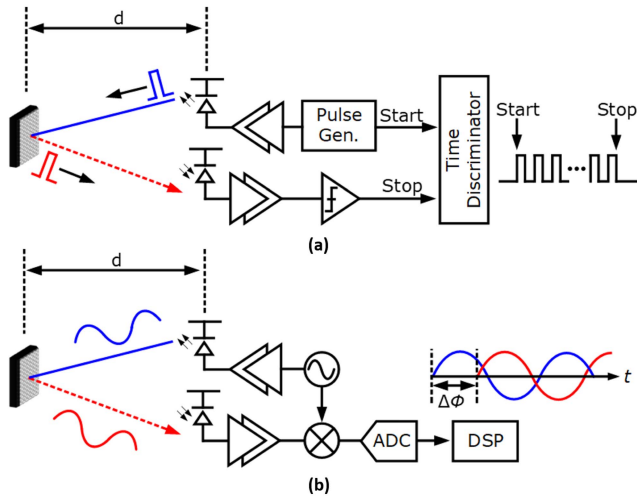 d
Pulse
Gen.
Start
Stop
Time
Discriminator
Start
Stop
(a)
d
ΔΦ
t
ADC
DSP
(b)